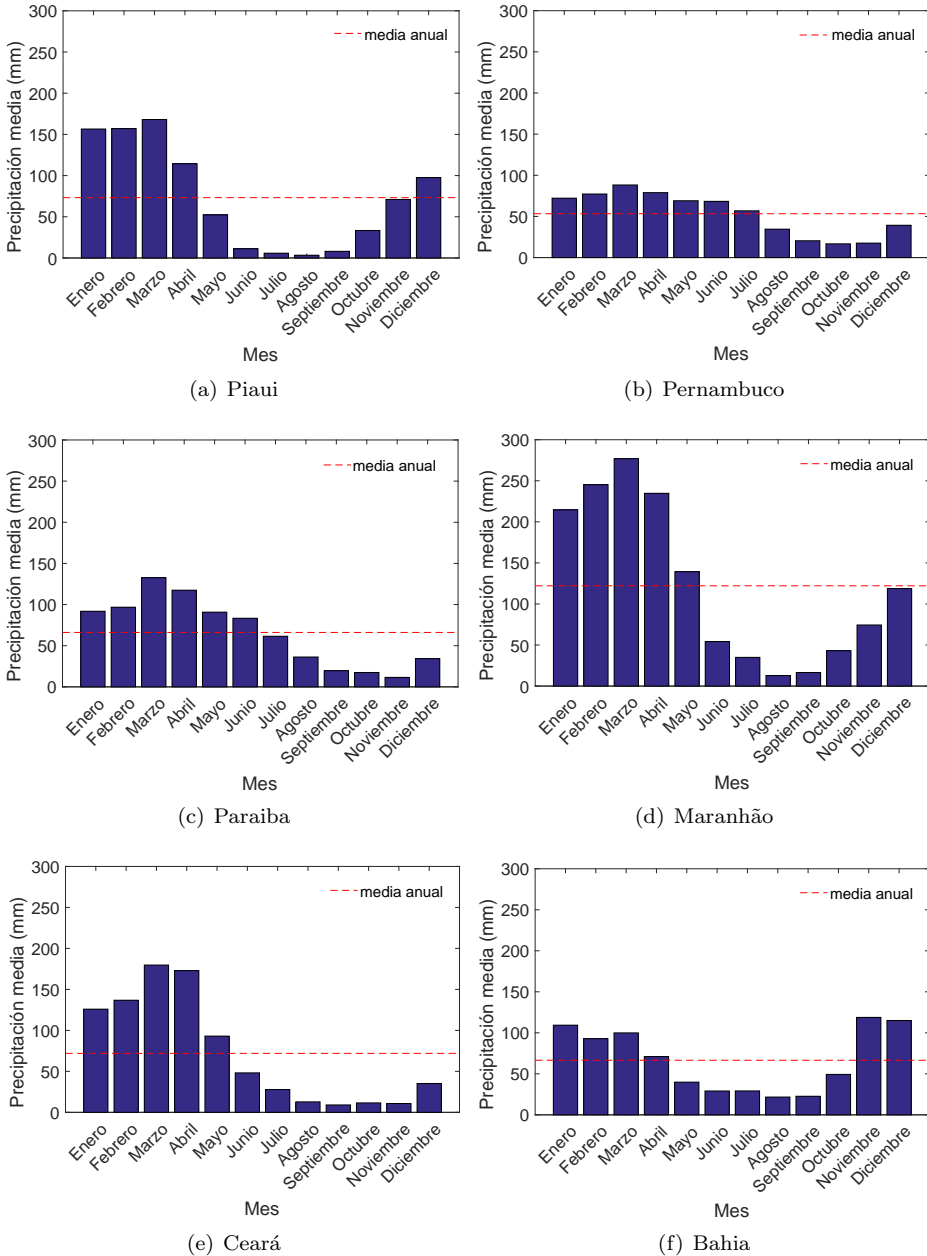 300
250
200
150
100
50
0
Precipitación media (mm)
media anual
Enero
Febrero
Marzo
Abril
Mayo
Junio
Julio
Agosto
Septiembre
Octubre
Noviembre
Diciembre
Mes
(a) Piaui
300
250
200
150
100
50
0
Precipitación media (mm)
media anual
Enero
Febrero
Marzo
Abril
Mayo
Junio
Julio
Agosto
Septiembre
Octubre
Noviembre
Diciembre
Mes
(b) Pernambuco
300
250
200
150
100
50
0
Precipitación media (mm)
media anual
Enero
Febrero
Marzo
Abril
Mayo
Junio
Julio
Agosto
Septiembre
Octubre
Noviembre
Diciembre
Mes
(c) Paraiba
300
250
200
150
100
50
0
Precipitación media (mm)
media anual
Enero
Febrero
Marzo
Abril
Mayo
Junio
Julio
Agosto
Septiembre
Octubre
Noviembre
Diciembre
Mes
(d) Maranhão
300
250
200
150
100
50
0
Precipitación media (mm)
media anual
Enero
Febrero
Marzo
Abril
Mayo
Junio
Julio
Agosto
Septiembre
Octubre
Noviembre
Diciembre
Mes
(e) Ceará
300
250
200
150
100
50
0
Precipitación media (mm)
media anual
Enero
Febrero
Marzo
Abril
Mayo
Junio
Julio
Agosto
Septiembre
Octubre
Noviembre
Diciembre
Mes
(f) Bahia